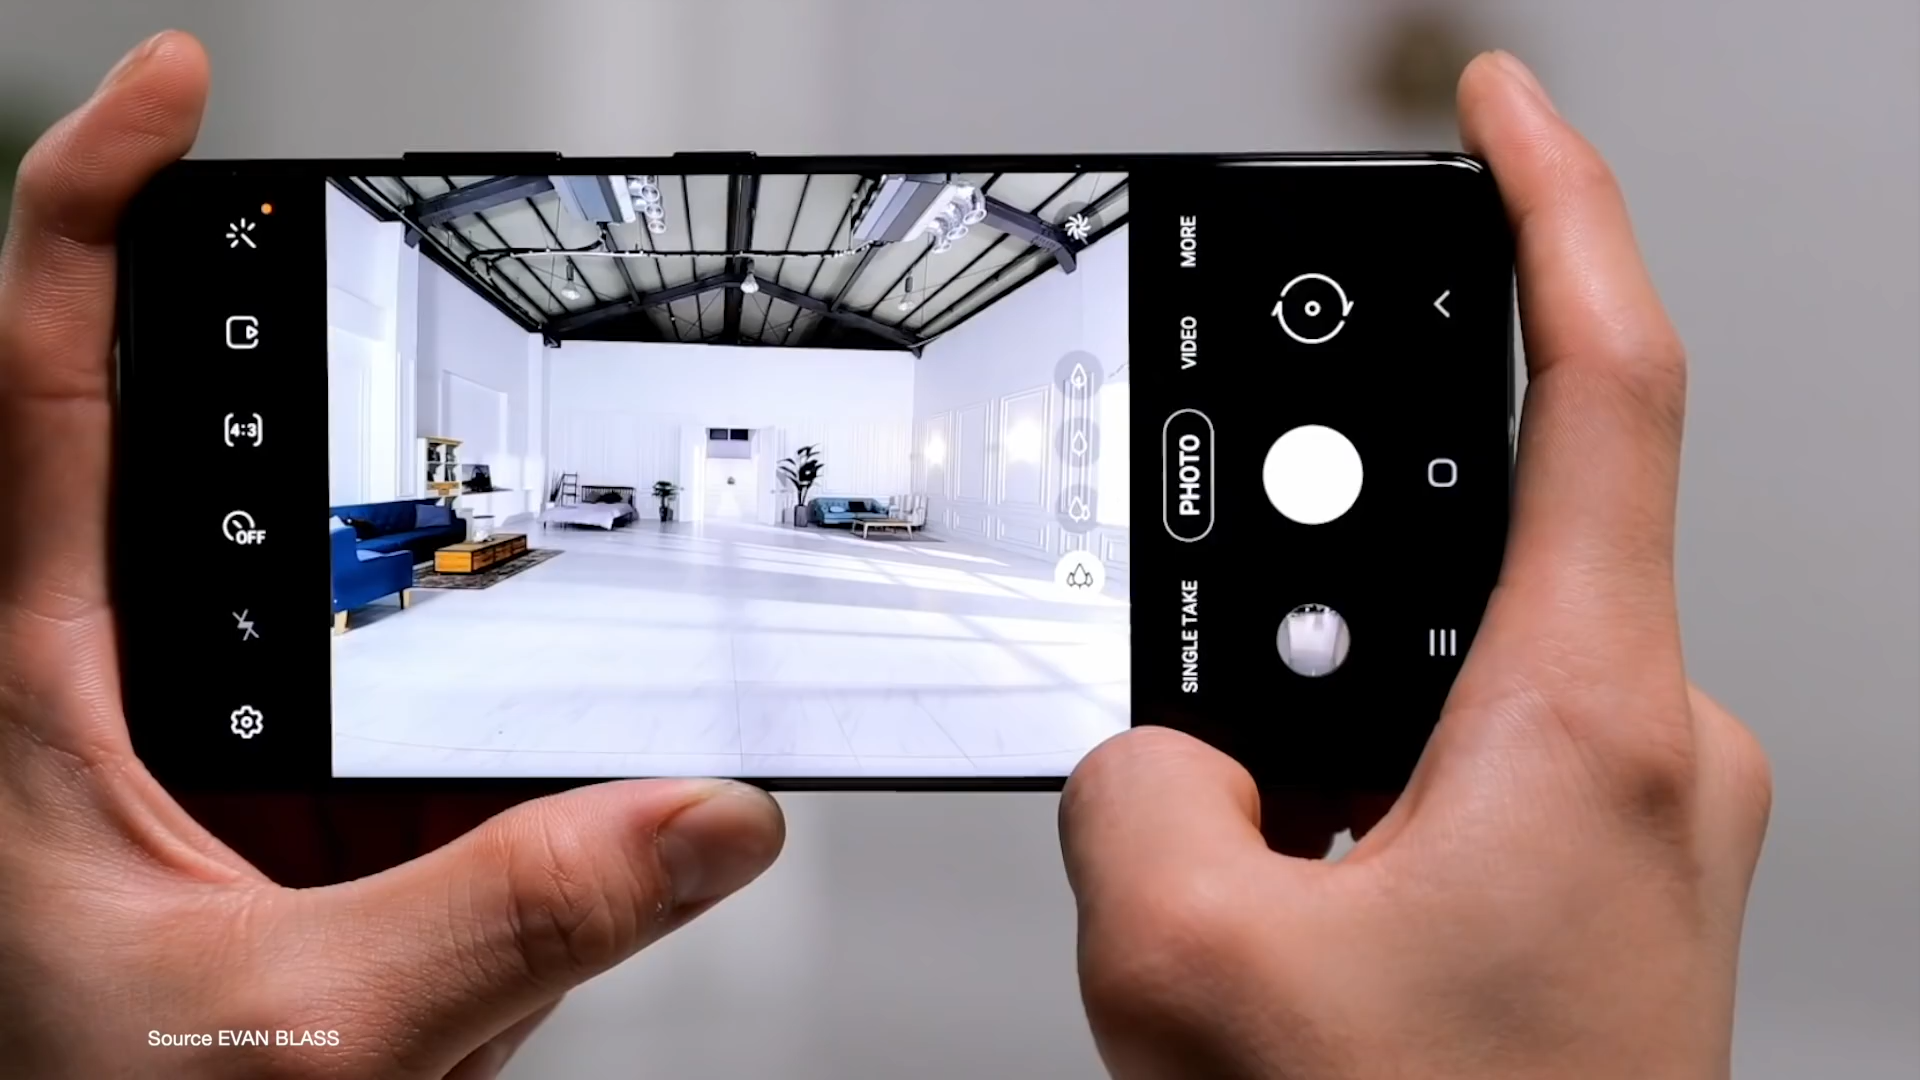 4:3
OFF
MORE
VIDEO
PHOTO
SINGLE TAKE
Source EVAN BLASS